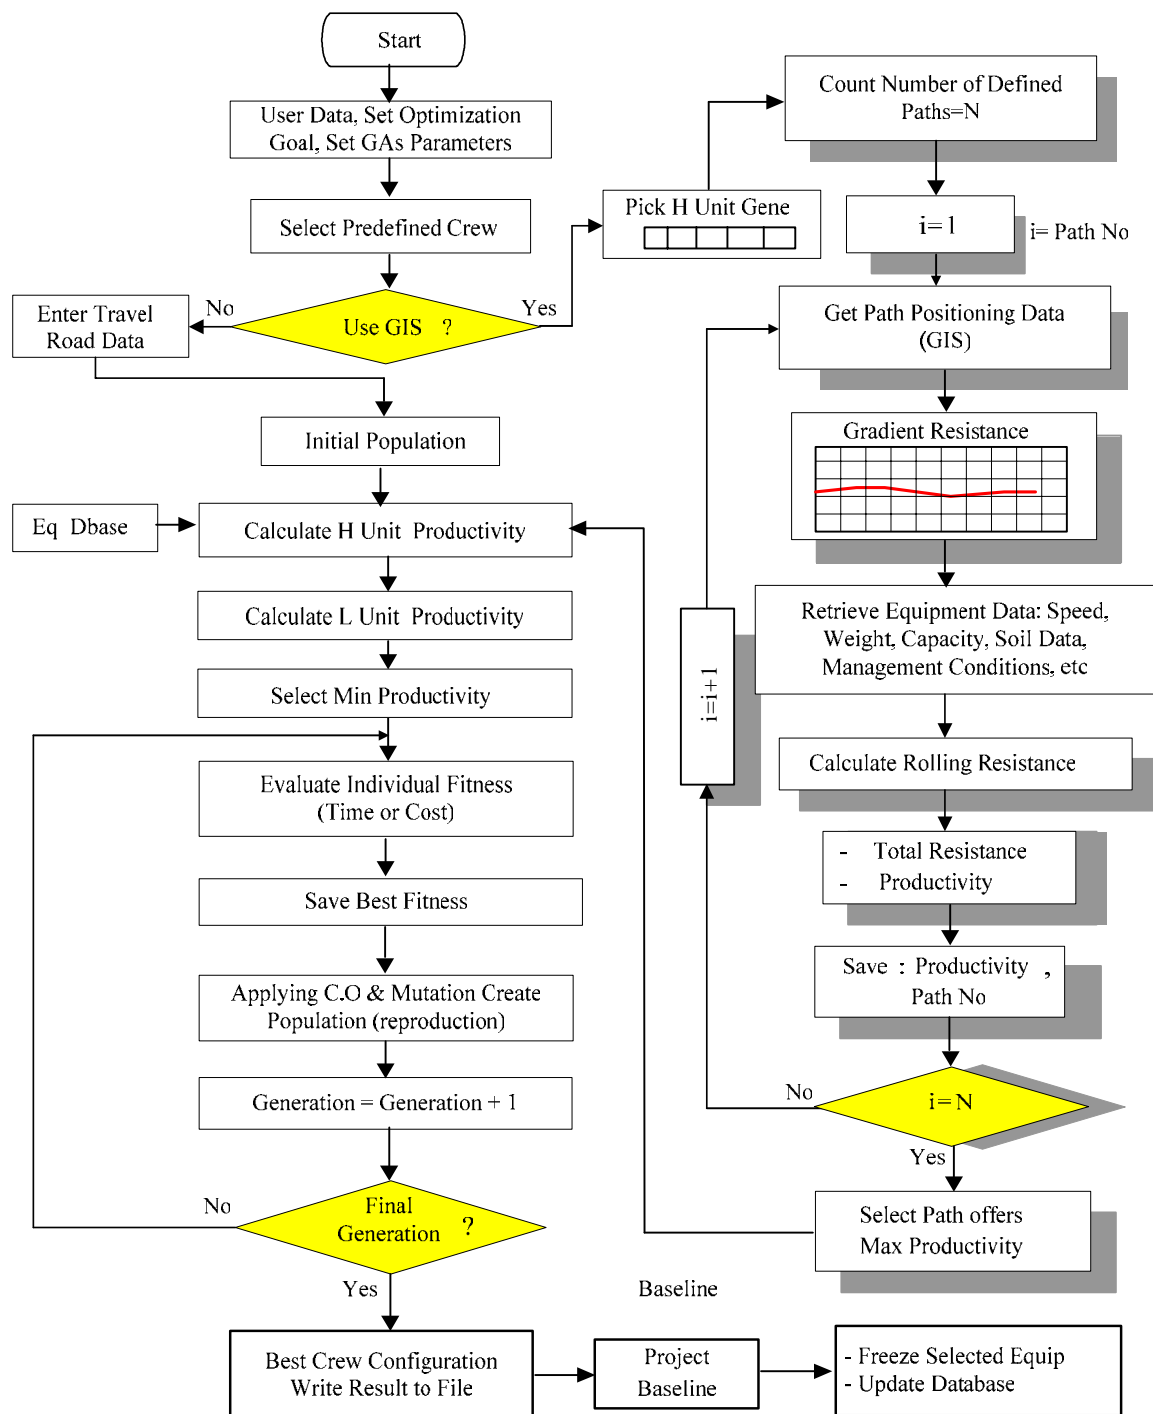 Start
User Data, Set Optimization
Goal, Set GAs Parameters
Select Predefined Crew
Use GIS ?
No
Yes
Enter Travel
Road Data
Initial Population
Eq Dbase
Calculate H Unit Productivity
Calculate L Unit Productivity
Select Min Productivity
Evaluate Individual Fitness
(Time or Cost)
Save Best Fitness
Applying C.O & Mutation Create
Population (reproduction)
Generation = Generation + 1
Final
Generation ?
No
Yes
Best Crew Configuration
Write Result to File
Baseline
Project
Baseline
- Freeze Selected Equip
- Update Database
Pick H Unit Gene
Count Number of Defined
Paths=N
i=1
i= Path No
Get Path Positioning Data
(GIS)
Gradient Resistance
Retrieve Equipment Data: Speed,
Weight, Capacity, Soil Data,
Management Conditions, etc
Calculate Rolling Resistance
- Total Resistance
- Productivity
Save : Productivity ,
Path No
i=N
No
Yes
i=i+1
Select Path offers
Max Productivity